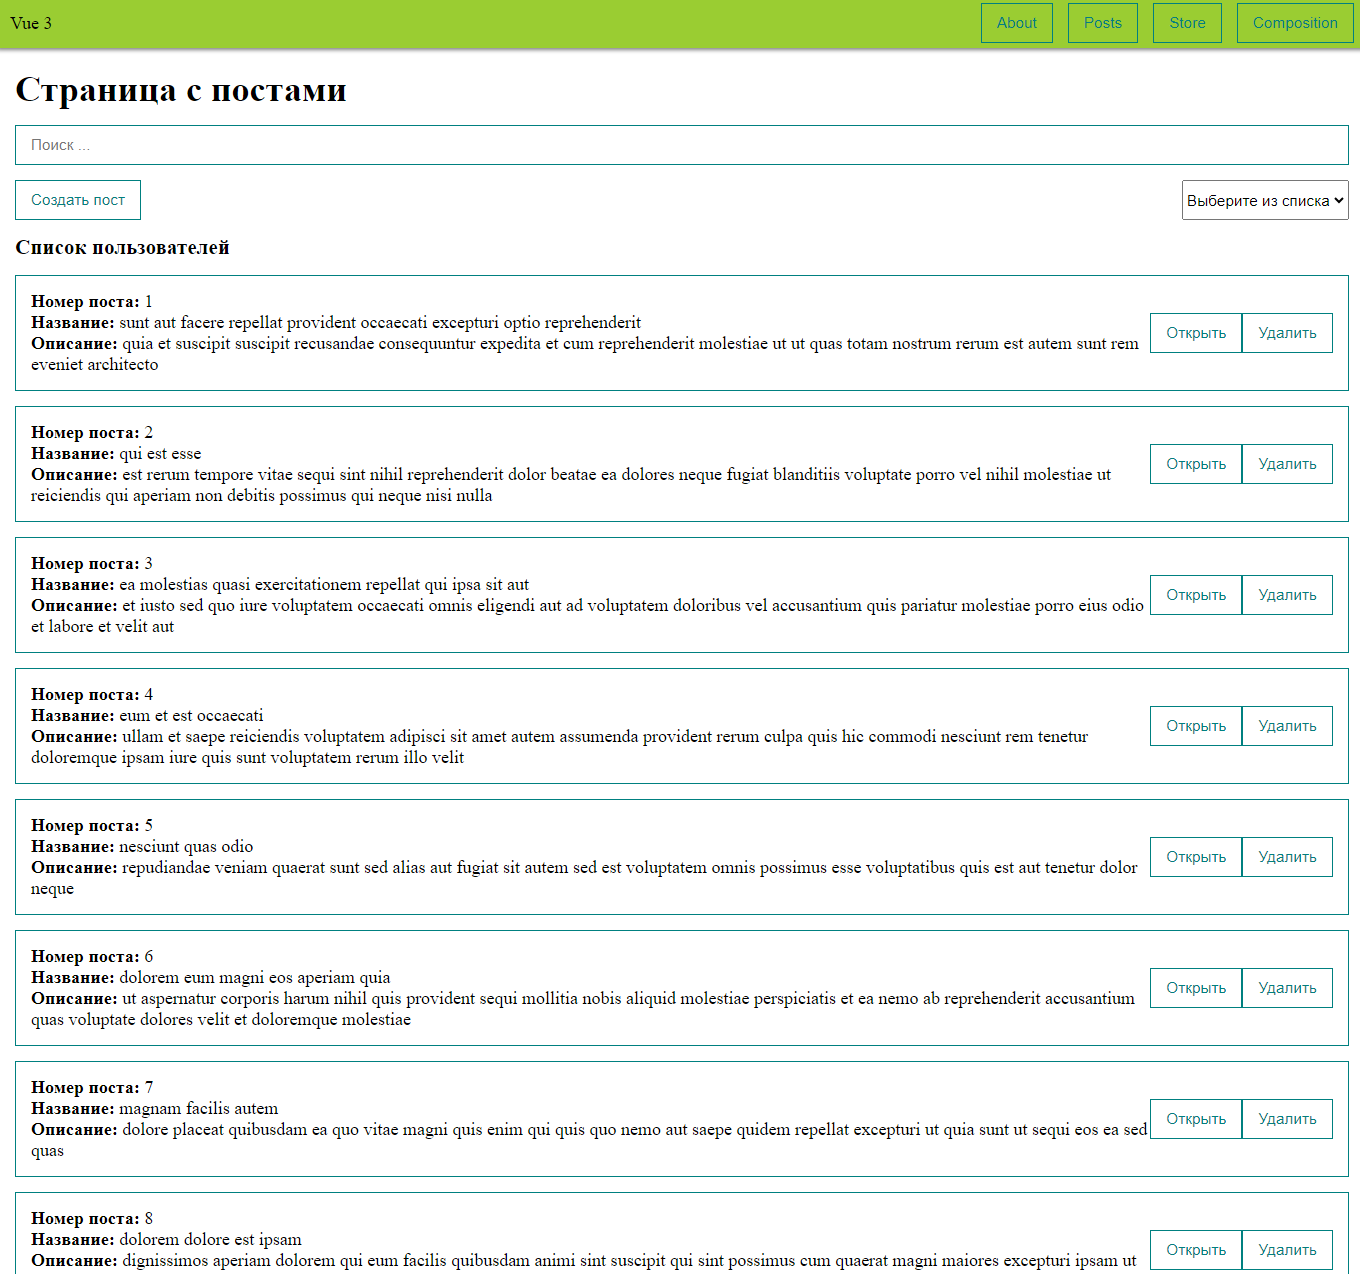 Vue 3
About
Posts
Store
Composition
Страница с постами
Поиск ...
Создать пост
Выберите из списка
Список пользователей
Номер поста: 1
Название: sunt aut facere repellat provident occaecati excepturi optio reprehenderit
Описание: quia et suscipit suscipit recusandae consequuntur expedita et cum reprehenderit molestiae ut ut quas totam nostrum rerum est autem sunt rem
eveniet architecto
Открыть
Удалить
Номер поста: 2
Название: qui est esse
Описание: est rerum tempore vitae sequi sint nihil reprehenderit dolor beatae ea dolores neque fugiat blanditiis voluptate porro vel nihil molestiae ut
reiciendis qui aperiam non debitis possimus qui neque nisi nulla
Открыть
Удалить
Номер поста: 3
Название: ea molestias quasi exercitationem repellat qui ipsa sit aut
Описание: et iusto sed quo iure voluptatem occaecati omnis eligendi aut ad voluptatem doloribus vel accusantium quis pariatur molestiae porro eius odio
et labore et velit aut
Открыть
Удалить
Номер поста: 4
Название: eum et est occaecati
Описание: ullam et saepe reiciendis voluptatem adipisci sit amet autem assumenda provident rerum culpa quis hic commodi nesciunt rem tenetur
doloremque ipsam iure quis sunt voluptatem rerum illo velit
Открыть
Удалить
Номер поста: 5
Название: nesciunt quas odio
Описание: repudiandae veniam quaerat sunt sed alias aut fugiat sit autem sed est voluptatem omnis possimus esse voluptatibus quis est aut tenetur dolor
neque
Открыть
Удалить
Номер поста: 6
Название: dolorem eum magni eos aperiam quia
Описание: ut aspernatur corporis harum nihil quis provident sequi mollitia nobis aliquid molestiae perspiciatis et ea nemo ab reprehenderit accusantium
quas voluptate dolores velit et doloremque molestiae
Открыть
Удалить
Номер поста: 7
Название: magnam facilis autem
Описание: dolore placeat quibusdam ea quo vitae magni quis enim qui quis quo nemo aut saepe quidem repellat excepturi ut quia sunt ut sequi eos ea sed
quas
Открыть
Удалить
Номер поста: 8
Название: dolorem dolore est ipsam
Описание: dignissimos aperiam dolorem qui eum facilis quibusdam animi sint suscipit qui sint possimus cum quaerat magni maiores excepturi ipsam ut
Открыть
Удалить